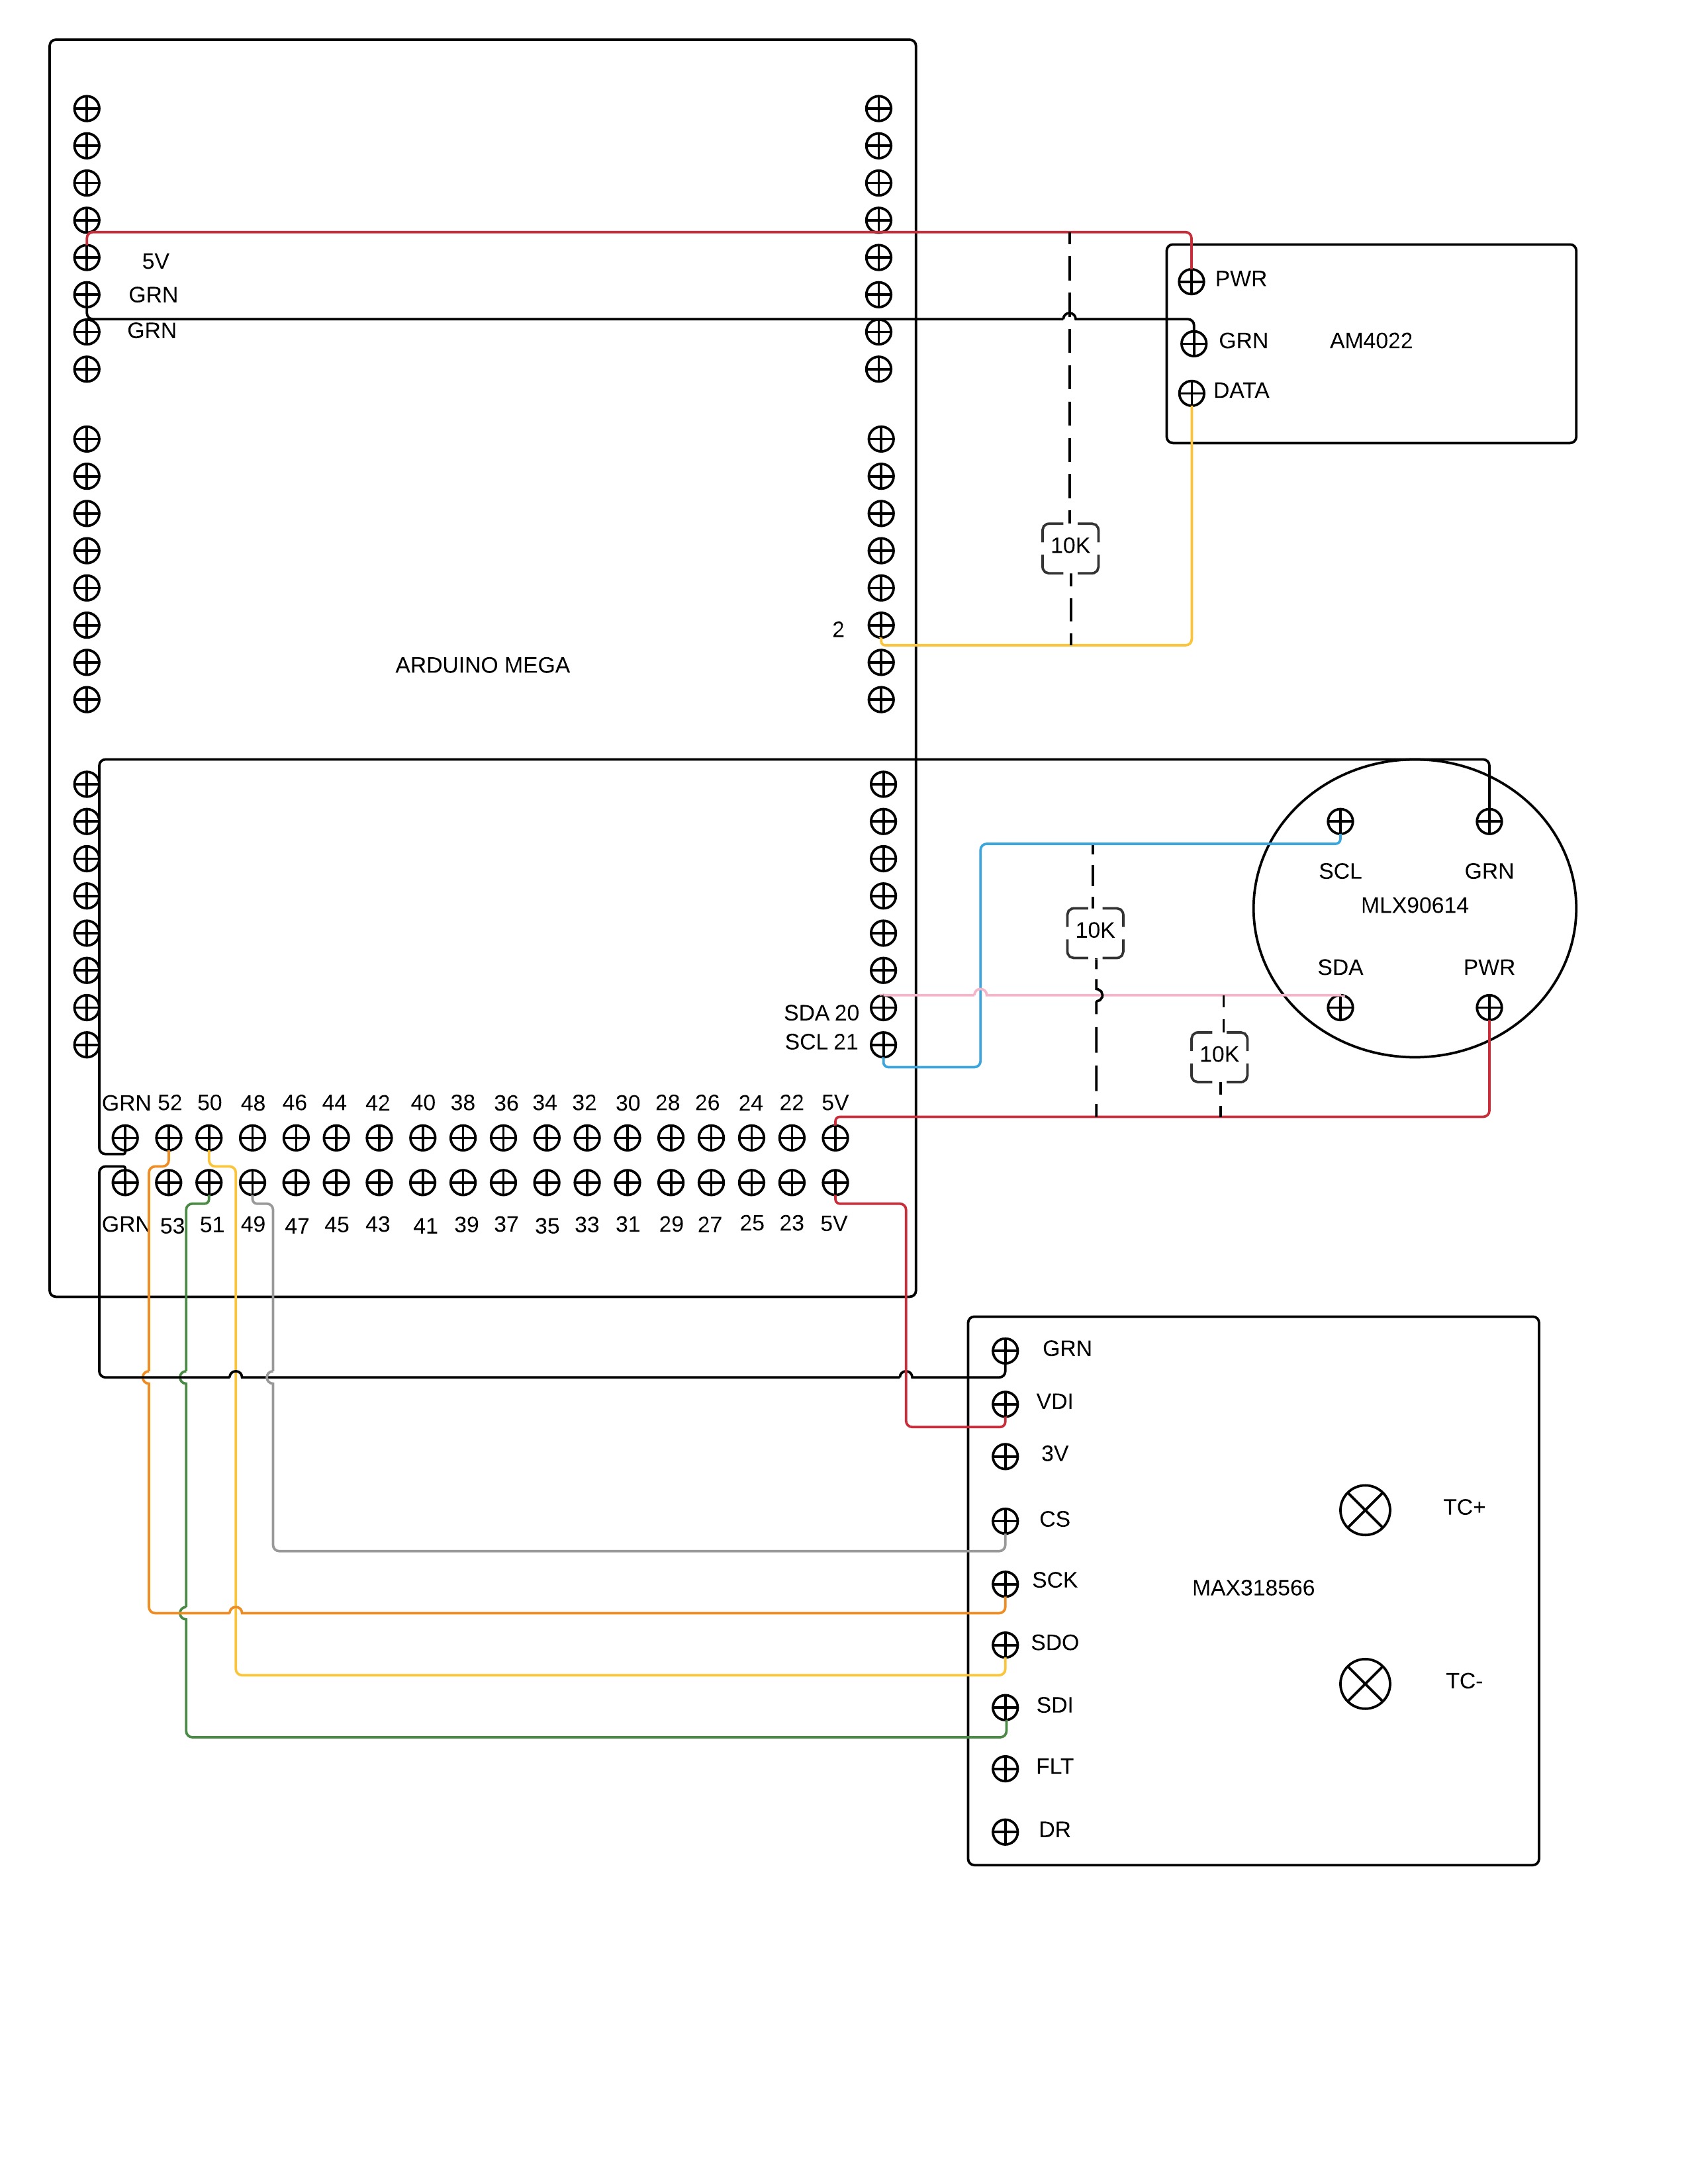 5V
GRN
GRN
PWR
GRN AM4022
DATA
10K
2
ARDUINO MEGA
SCL GRN
MLX90614
10K
SDA PWR
SDA 20
SCL 21
10K
GRN 52 50 48 46 44 42 40 38 36 34 32 30 28 26 24 22 5V
GRN 53 51 49 47 45 43 41 39 37 35 33 31 29 27 25 23 5V
GRN
VDI
3V
TC+
CS
SCK
MAX318566
SDO
TC-
SDI
FLT
DR